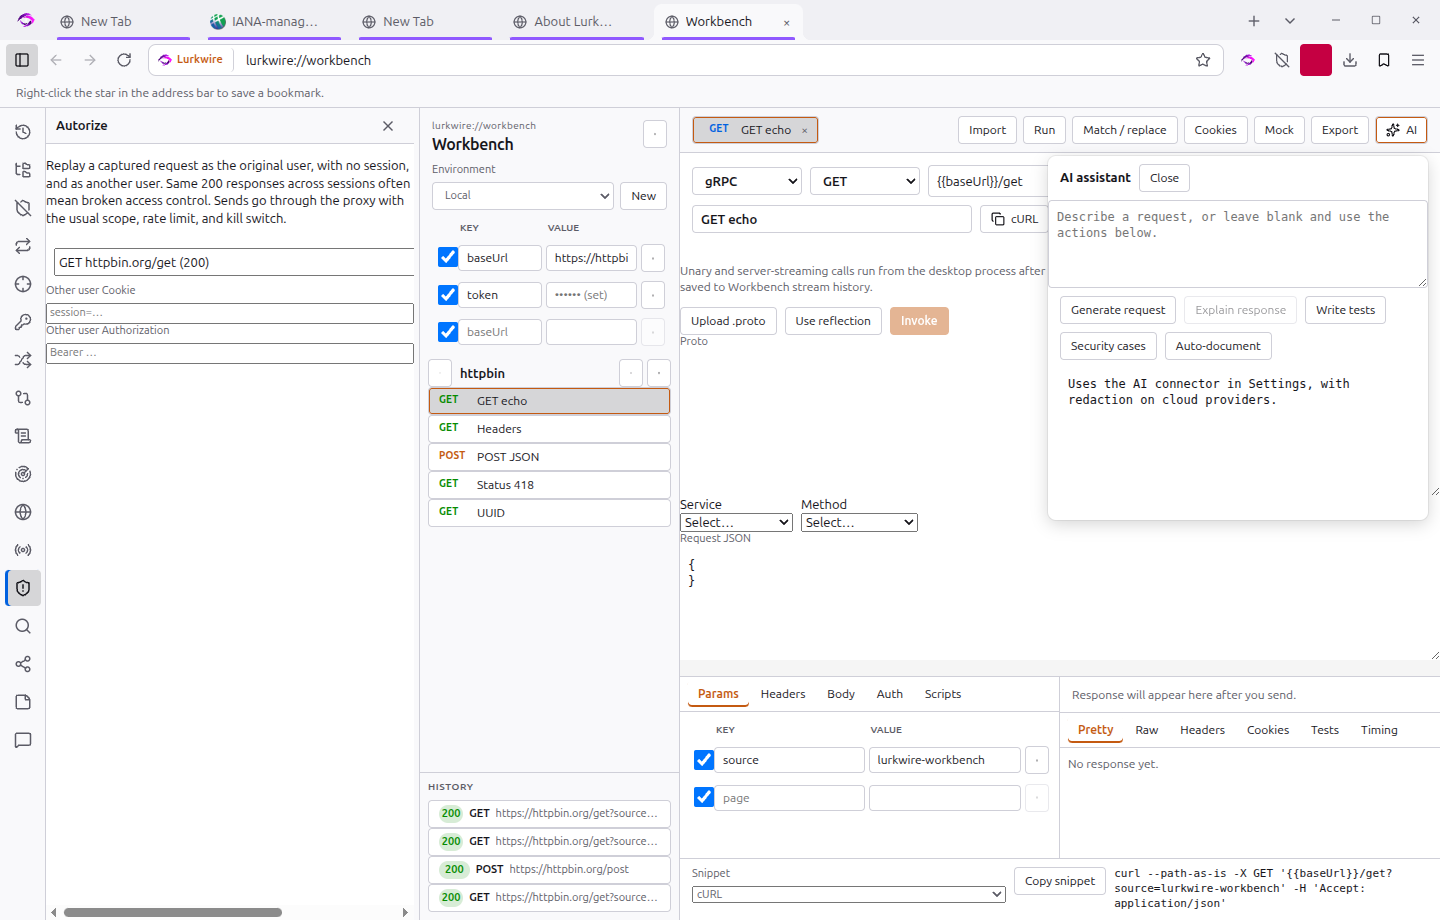 New Tab
IANA-manag...
New Tab
About Lurk...
Workbench
Lurkwire
lurkwire://workbench
Right-click the star in the address bar to save a bookmark.
Autorize
Replay a captured request as the original user, with no session,
and as another user. Same 200 responses across sessions often
mean broken access control. Sends go through the proxy with
the usual scope, rate limit, and kill switch.
GET httpbin.org/get (200)
Other user Cookie
session=...
Other user Authorization
Bearer ...
lurkwire://workbench
Workbench
Environment
Local
New
KEY
VALUE
baseUrl
https://httpbi
token
•••••• (set)
baseUrl
httpbin
GET
GET echo
GET
Headers
POST
POST JSON
GET
Status 418
GET
UUID
HISTORY
200 GET https://httpbin.org/get?source...
200 GET https://httpbin.org/get?source...
200 POST https://httpbin.org/post
200 GET https://httpbin.org/get?source...
GET GET echo ×
Import
Run
Match / replace
Cookies
Mock
Export
AI
gRPC
GET
{{baseUrl}}/get
GET echo
cURL
Unary and server-streaming calls run from the desktop process after
saved to Workbench stream history.
Upload .proto
Use reflection
Invoke
Proto
Service
Method
Select...
Select...
Request JSON
{
}
AI assistant
Close
Describe a request, or leave blank and use the
actions below.
Generate request
Explain response
Write tests
Security cases
Auto-document
Uses the AI connector in Settings, with
redaction on cloud providers.
Params
Headers
Body
Auth
Scripts
KEY
VALUE
source
lurkwire-workbench
page
Response will appear here after you send.
Pretty
Raw
Headers
Cookies
Tests
Timing
No response yet.
Snippet
cURL
Copy snippet
curl --path-as-is -X GET '{{baseUrl}}/get?
source=lurkwire-workbench' -H 'Accept:
application/json'